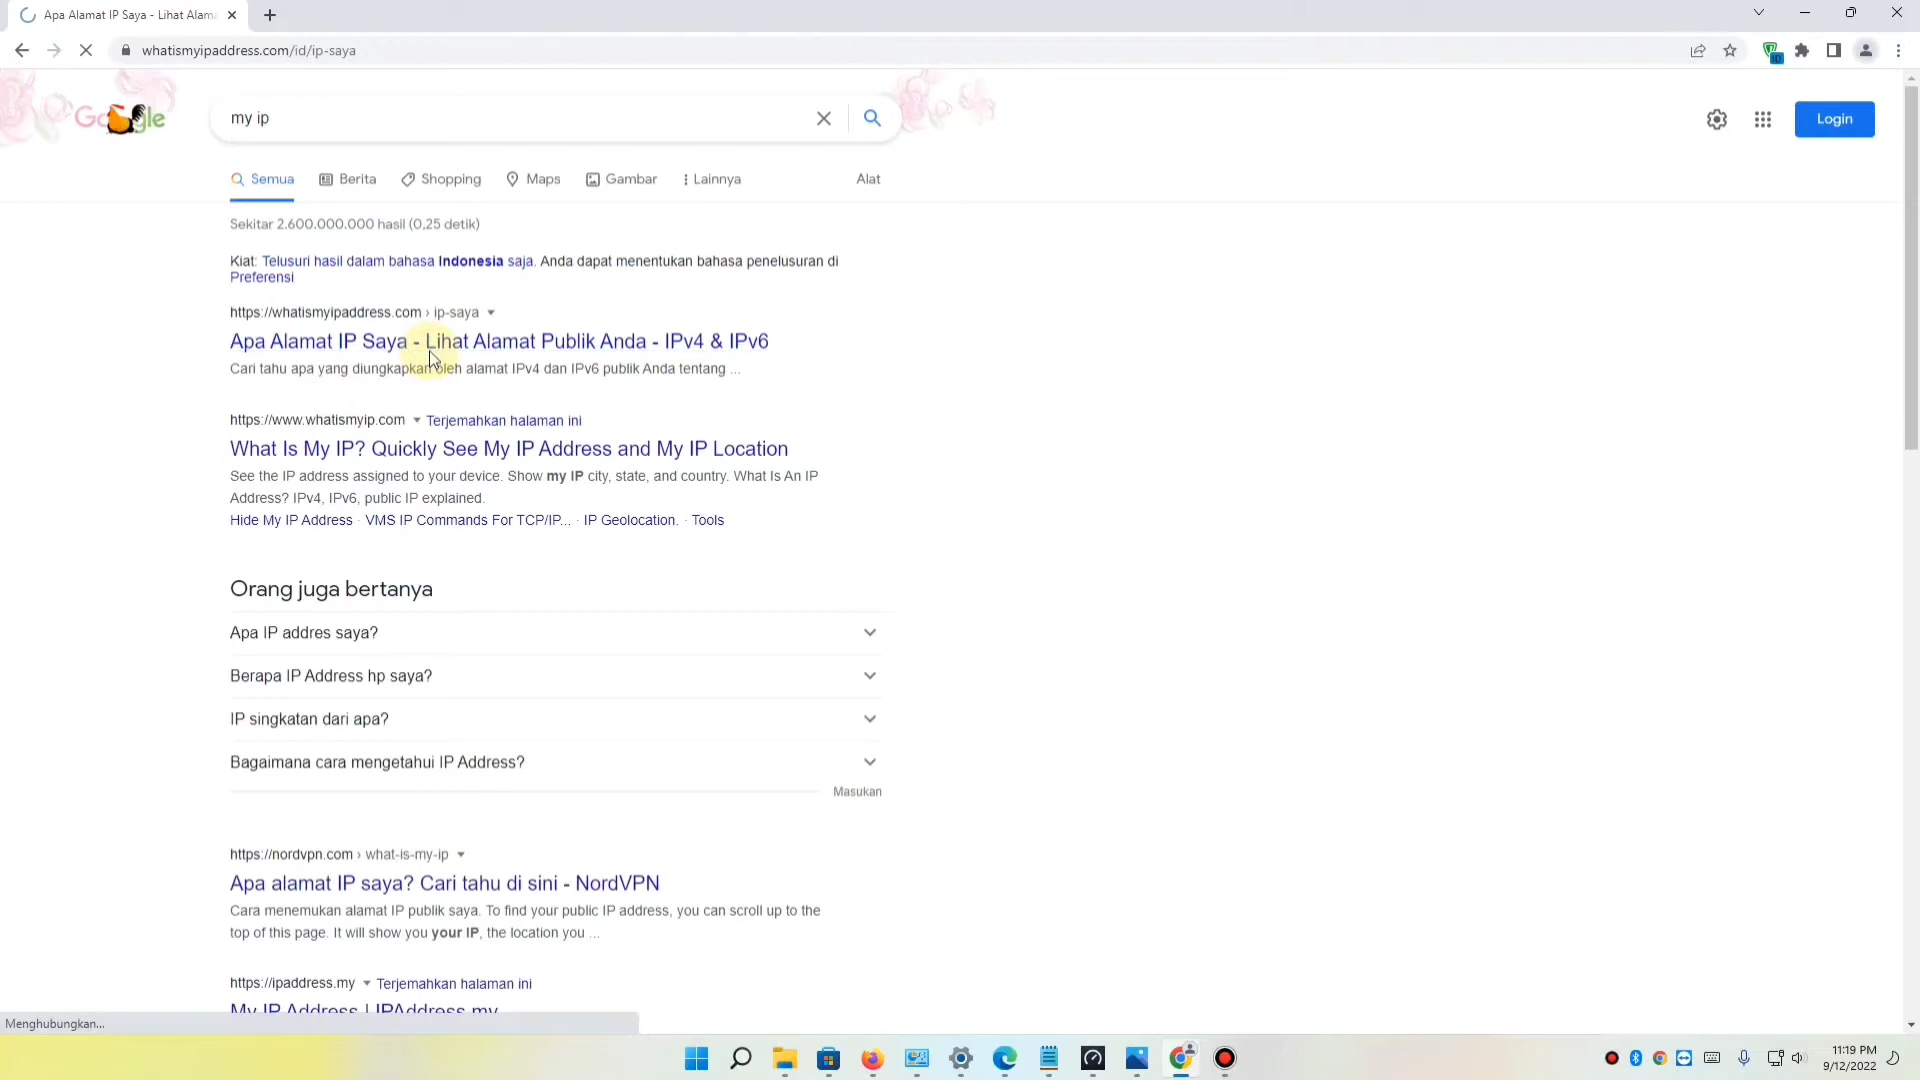 Apa Alamat IP Saya - Lihat Alama
whatismyipaddress.com/id/ip-saya
Google
my ip
Login
Semua
Berita
Shopping
Maps
Gambar
Lainnya
Alat
Sekitar 2.600.000.000 hasil (0,25 detik)
Kiat: Telusuri hasil dalam bahasa Indonesia saja. Anda dapat menentukan bahasa penelusuran di
Preferensi
https://whatismyipaddress.com › ip-saya
Apa Alamat IP Saya - Lihat Alamat Publik Anda - IPv4 & IPv6
Cari tahu apa yang diungkapkan oleh alamat IPv4 dan IPv6 publik Anda tentang ...
https://www.whatismyip.com Terjemahkan halaman ini
What Is My IP? Quickly See My IP Address and My IP Location
See the IP address assigned to your device. Show my IP city, state, and country. What Is An IP
Address? IPv4, IPv6, public IP explained.
Hide My IP Address · VMS IP Commands For TCP/IP... · IP Geolocation. · Tools
Orang juga bertanya
Apa IP addres saya?
Berapa IP Address hp saya?
IP singkatan dari apa?
Bagaimana cara mengetahui IP Address?
Masukan
https://nordvpn.com › what-is-my-ip
Apa alamat IP saya? Cari tahu di sini - NordVPN
Cara menemukan alamat IP publik saya. To find your public IP address, you can scroll up to the
top of this page. It will show you your IP, the location you ...
https://ipaddress.my Terjemahkan halaman ini
My IP Address | IPAddress.my
Menghubungkan...
11:19 PM
9/12/2022